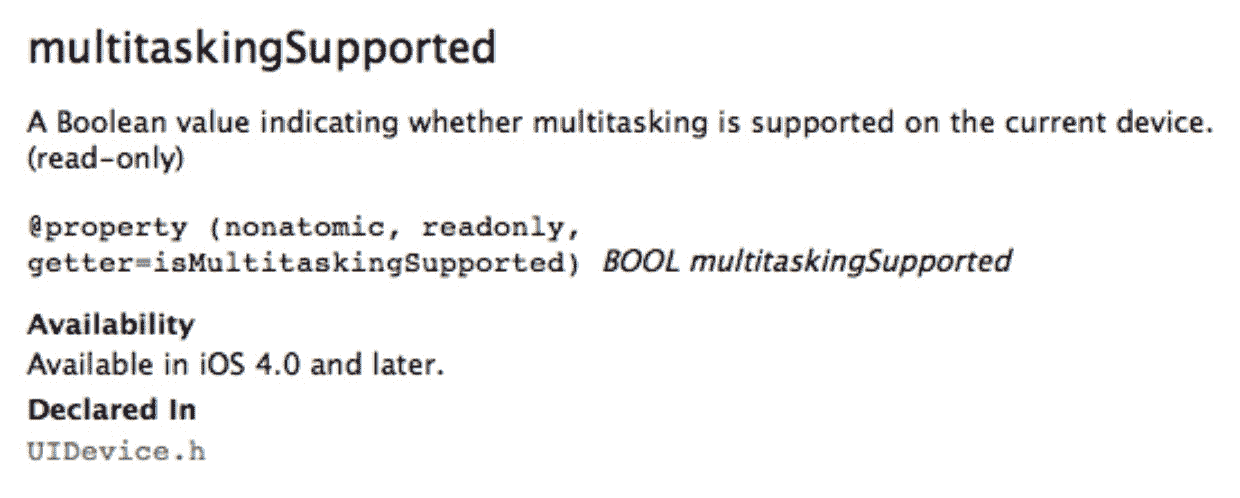 multitaskingSupported
A Boolean value indicating whether multitasking is supported on the current device.
(read-only)
@property (nonatomic, readonly,
getter=isMultitaskingSupported) BOOL multitaskingSupported
Availability
Available in iOS 4.0 and later.
Declared In
UIDevice.h